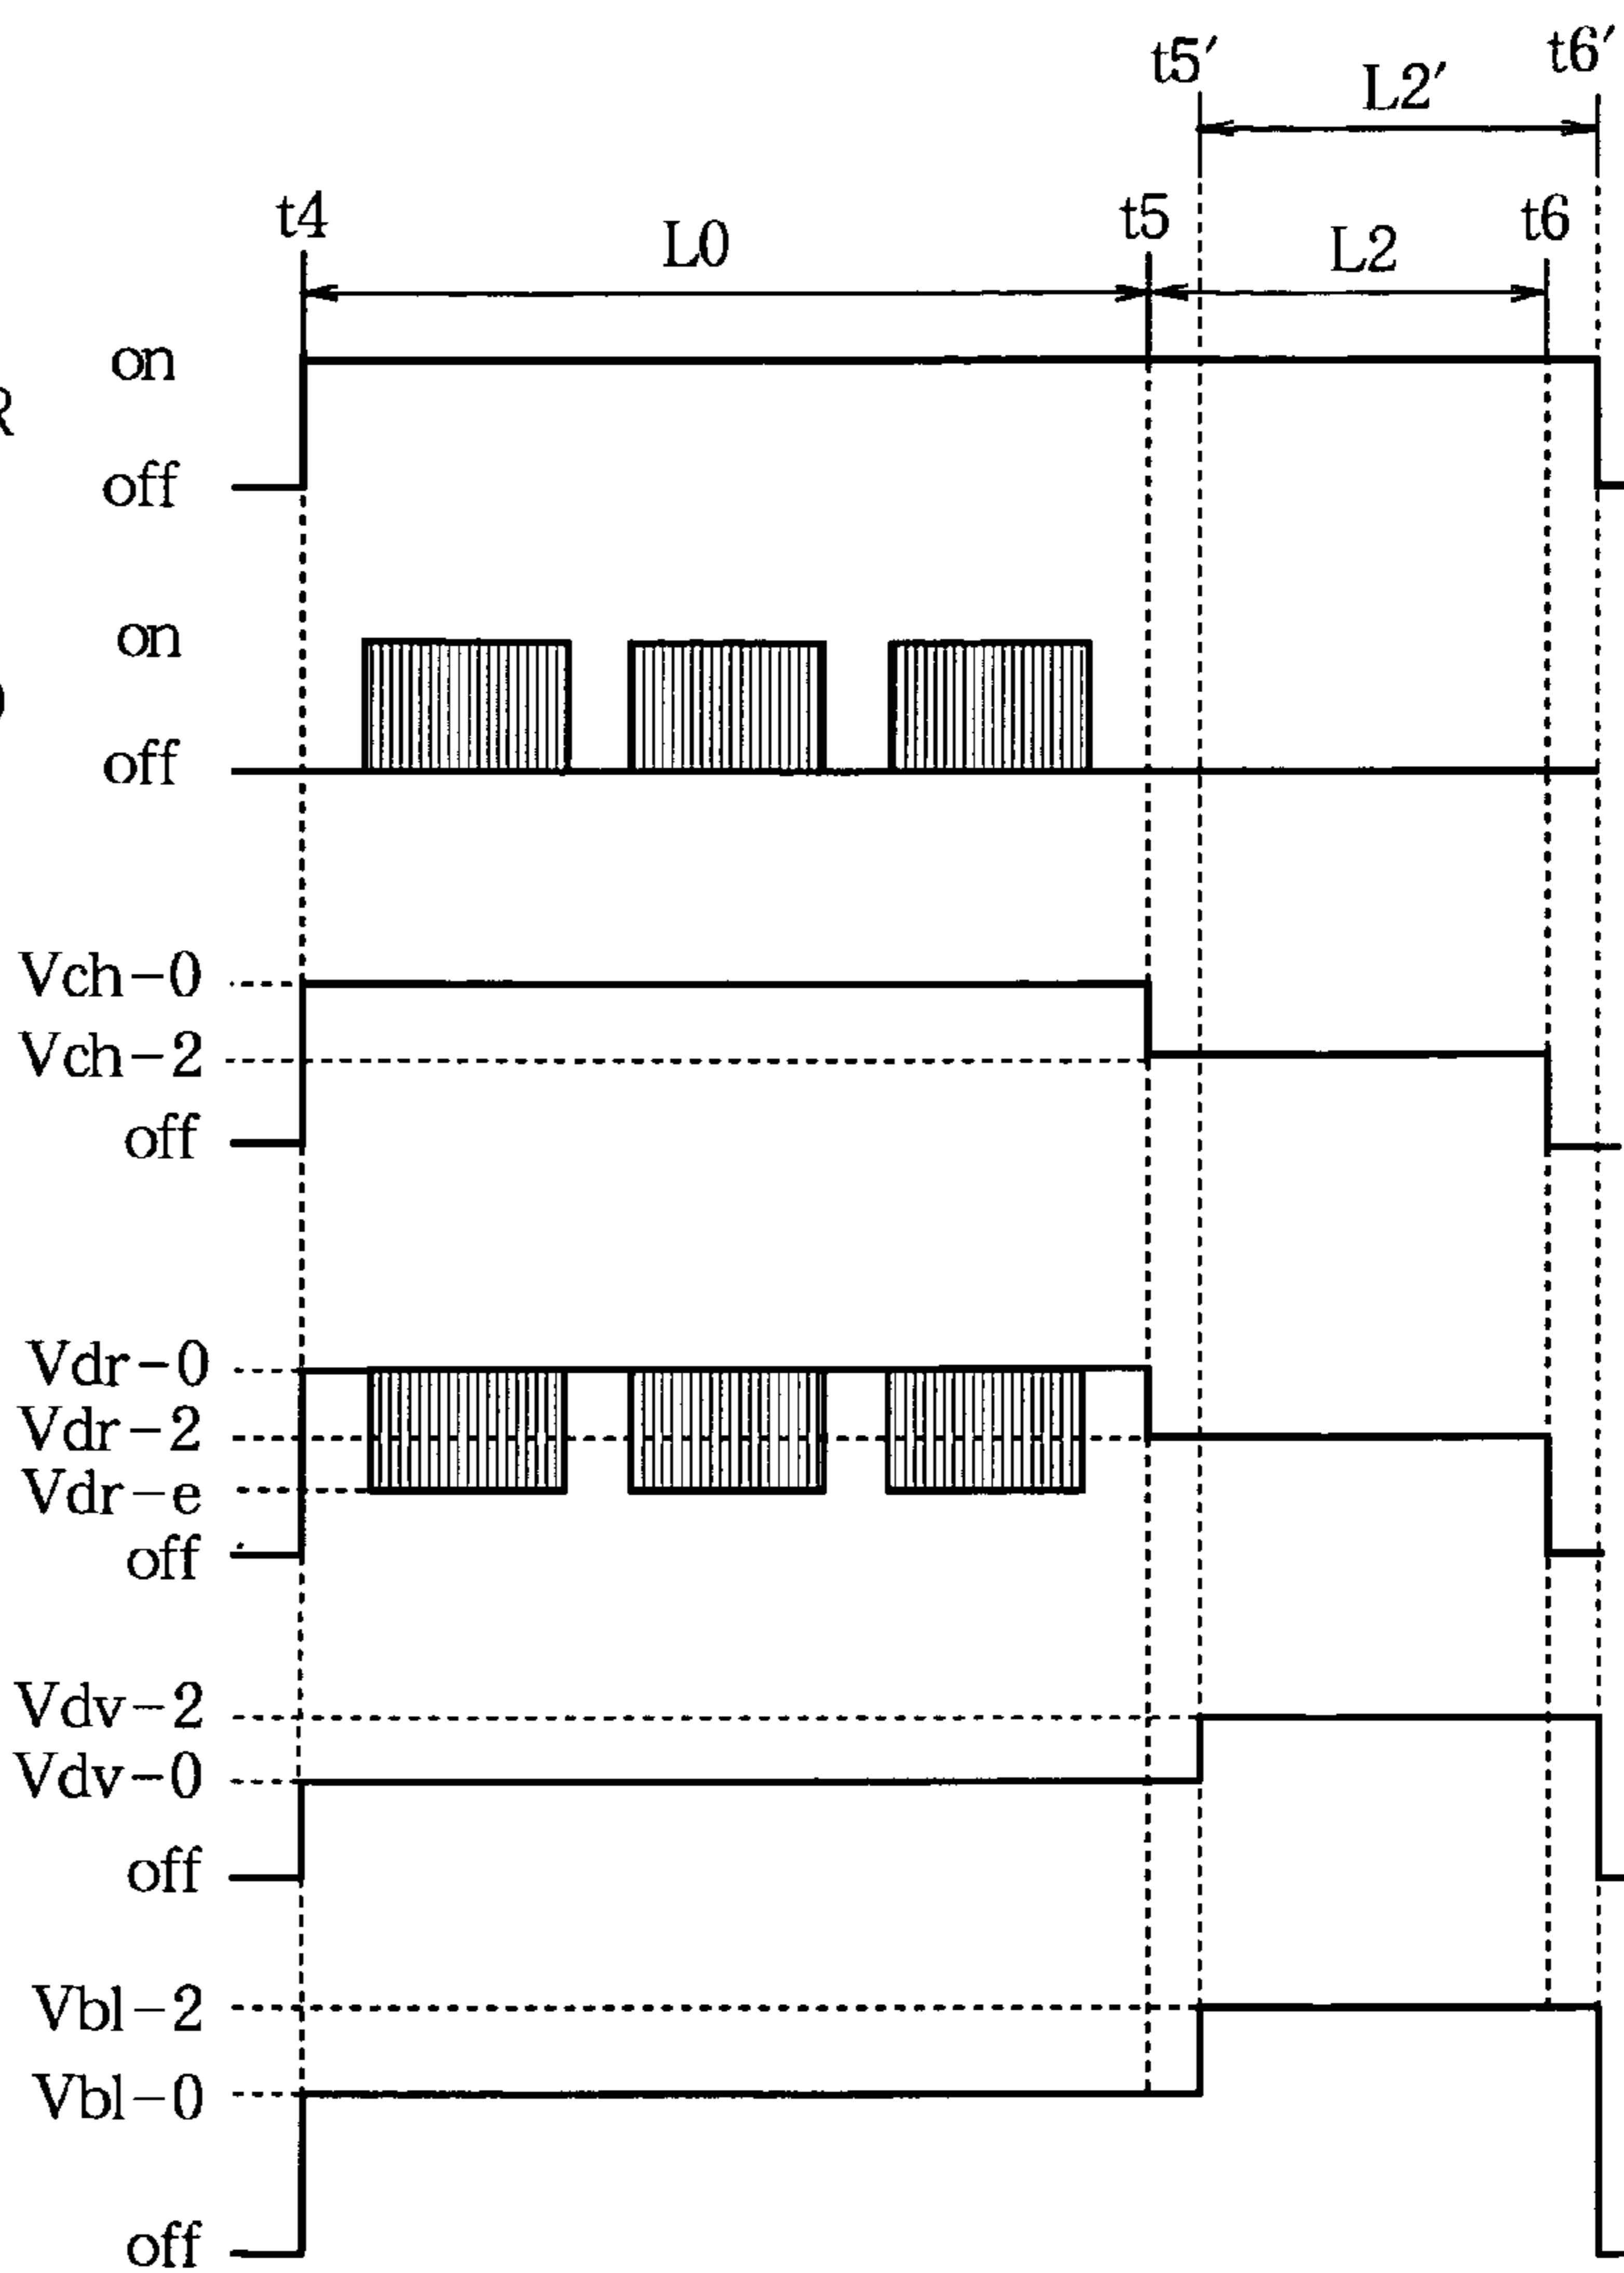 t5′ L2′ t6′
t4 L0 t5 L2 t6
on
R
off
on
off
Vch-0
Vch-2
off
Vdr-0
Vdr-2
Vdr-e
off
Vdv-2
Vdv-0
off
Vbl-2
Vbl-0
off